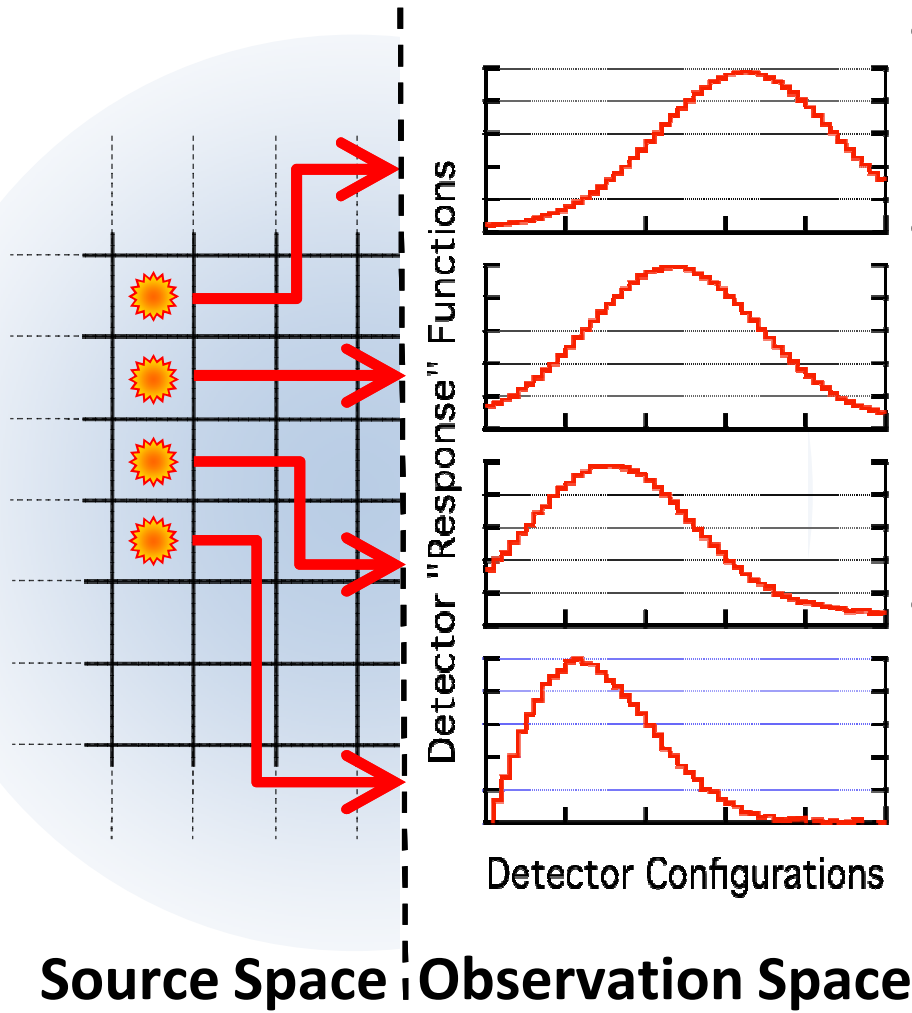 Detector "Response" Functions
Detector Configurations
Source Space
Observation Space